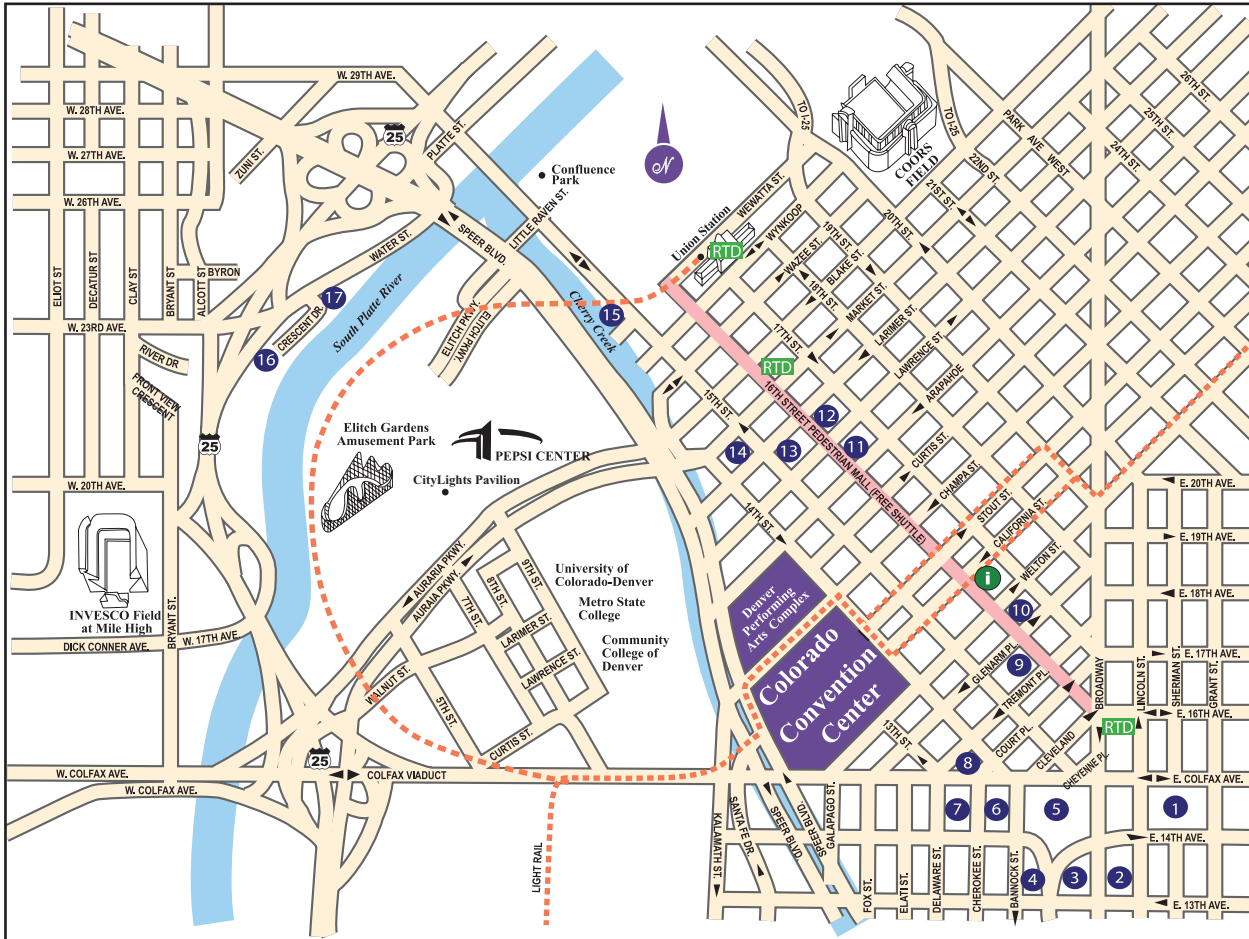 W. 29TH AVE.
W. 28TH AVE.
W. 27TH AVE.
W. 26TH AVE.
ZUNI ST.
25
PLATTE ST.
Confluence
Park
LITTLE RAVEN ST.
N
TO I-25
COORS
FIELD
TO I-25
PARK AVE WEST
26TH ST.
25TH ST.
24TH ST.
22ND ST.
21ST ST.
20TH ST.
19TH ST.
18TH ST.
17TH ST.
WEWATTA ST.
WYNKOOP
WAZEE ST.
BLAKE ST.
MARKET ST.
LARIMER ST.
LAWRENCE ST.
ARAPAHOE
CURTIS ST.
CHAMPA ST.
STOUT ST.
CALIFORNIA ST.
WELTON ST.
Union Station
RTD
RTD
16TH STREET PEDESTRIAN MALL (FREE SHUTTLE)
15TH ST.
14TH ST.
13TH ST.
ELIOT ST
DECATUR ST
CLAY ST
BRYANT ST
ALCOTT ST
BYRON
WATER ST.
SPEER BLVD.
South Platte River
Cherry Creek
ELITCH PKWY.
ELITCH PKWY.
W. 23RD AVE.
RIVER DR
FRONT VIEW
CRESCENT
CRESCENT DR.
17
16
15
14
13
12
11
25
Elitch Gardens
Amusement Park
PEPSI CENTER
CityLights Pavilion
W. 20TH AVE.
INVESCO Field
at Mile High
BRYANT ST.
W. 17TH AVE
DICK CONNER AVE.
AURARIA PKWY.
AURAIA PKWY.
9TH ST.
8TH ST.
7TH ST.
5TH ST.
LARIMER ST.
LAWRENCE ST.
WALNUT ST.
CURTIS ST.
University of
Colorado-Denver
Metro State
College
Community
College of
Denver
Denver
Performing
Arts Complex
Colorado
Convention
Center
i
10
9
8
GLENARM PL.
TREMONT PL.
COURT PL.
CLEVELAND
CHEYENNE PL.
BROADWAY
LINCOLN ST.
SHERMAN ST.
GRANT ST.
RTD
E. 20TH AVE.
E. 19TH AVE.
E. 18TH AVE.
E. 17TH AVE.
E. 16TH AVE.
E. COLFAX AVE.
E. 14TH AVE.
E. 13TH AVE.
25
W. COLFAX AVE.
W. COLFAX AVE.
COLFAX VIADUCT
LIGHT RAIL
KALAMATH ST.
SANTA FE DR.
SPEER BLVD.
SPEER BLVD.
GALAPAGO ST.
FOX ST.
ELATI ST.
DELAWARE ST.
CHEROKEE ST.
BANNOCK ST.
7
6
5
1
4
3
2